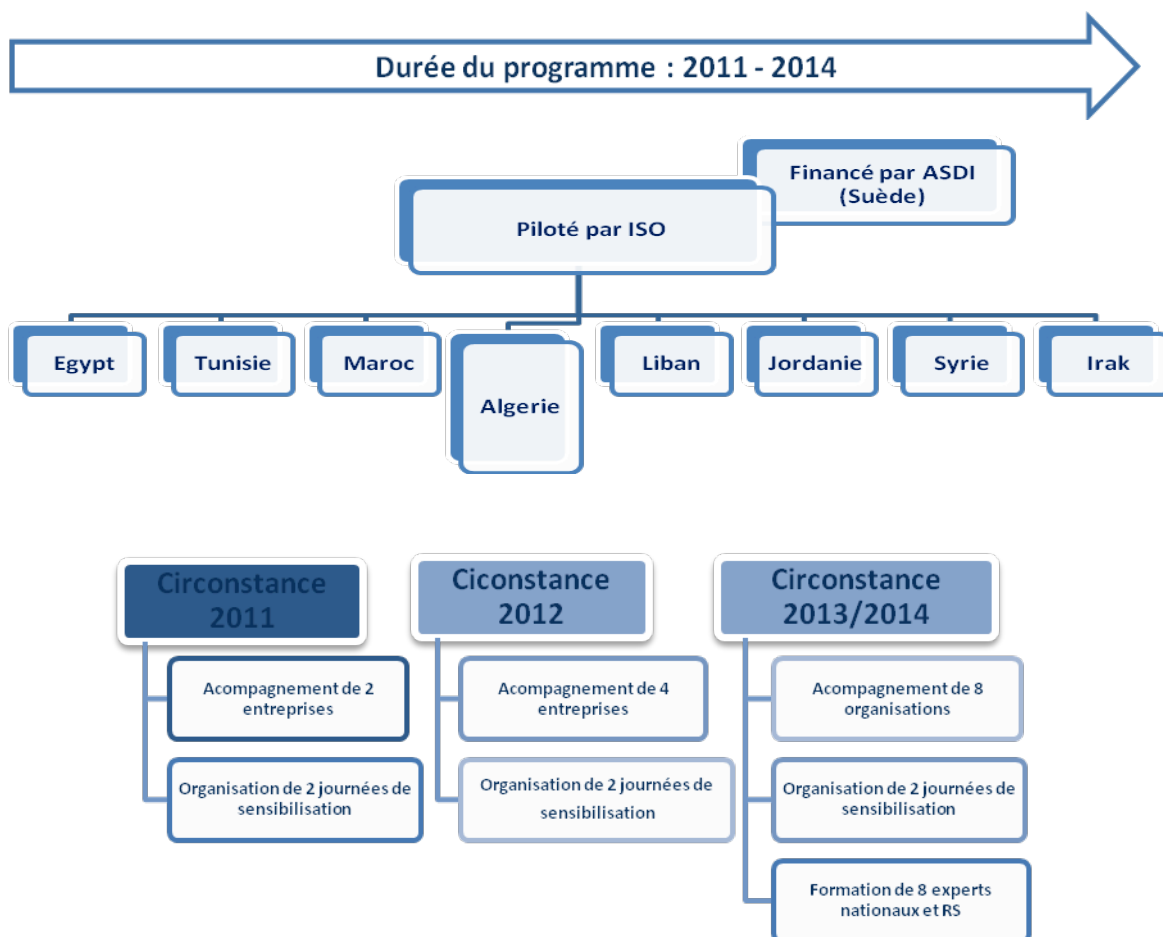 Durée du programme : 2011 - 2014
Financé par ASDI
(Suède)
Piloté par ISO
Egypt
Tunisie
Maroc
Algerie
Liban
Jordanie
Syrie
Irak
Circonstance
2011
Acompagnement de 2
entreprises
Organisation de 2 journées de
sensibilisation
Ciconstance
2012
Acompagnement de 4
entreprises
Organisation de 2 journées de
sensibilisation
Circonstance
2013/2014
Acompagnement de 8
organisations
Organisation de 2 journées de
sensibilisation
Formation de 8 experts
nationaux et RS